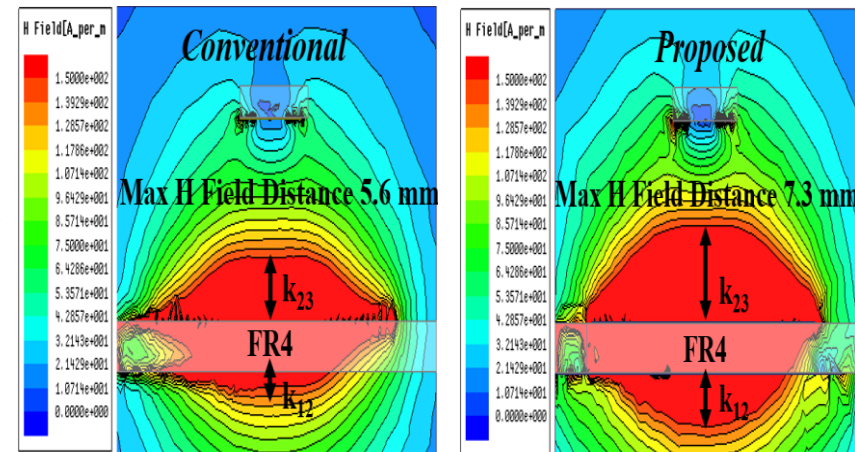 H Field[A_per_m
1.5000e+002
1.3929e+002
1.2857e+002
1.1786e+002
1.0714e+002
9.6429e+001
8.5714e+001
7.5000e+001
6.4286e+001
5.3571e+001
4.2857e+001
3.2143e+001
2.1429e+001
1.0714e+001
0.0000e+000
Conventional
Max H Field Distance 5.6 mm
k23
FR4
k12
H Field[A_per_m
1.5000e+002
1.3929e+002
1.2857e+002
1.1786e+002
1.0714e+002
9.6429e+001
8.5714e+001
7.5000e+001
6.4286e+001
5.3571e+001
4.2857e+001
3.2143e+001
2.1429e+001
1.0714e+001
0.0000e+000
Proposed
Max H Field Distance 7.3 mm
k23
FR4
k12